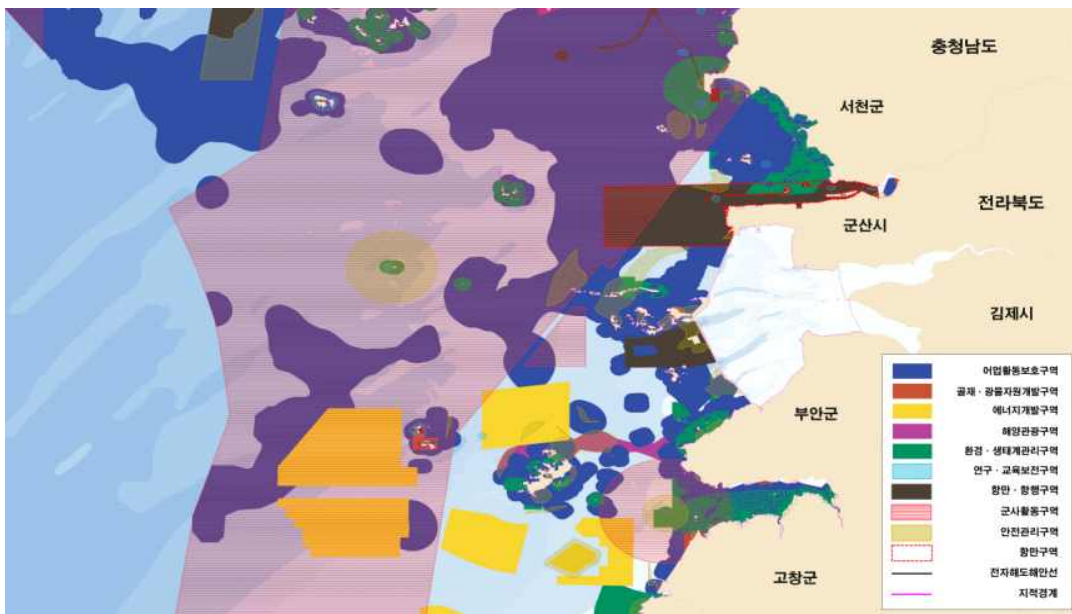 충청남도
서천군
전라북도
군산시
김제시
부안군
고창군
어업활동보호구역
골재·광물자원개발구역
에너지개발구역
해양관광구역
환경·생태계관리구역
연구·교육보전구역
항만·항행구역
군사활동구역
안전관리구역
항만구역
전자해도해안선
지적경계